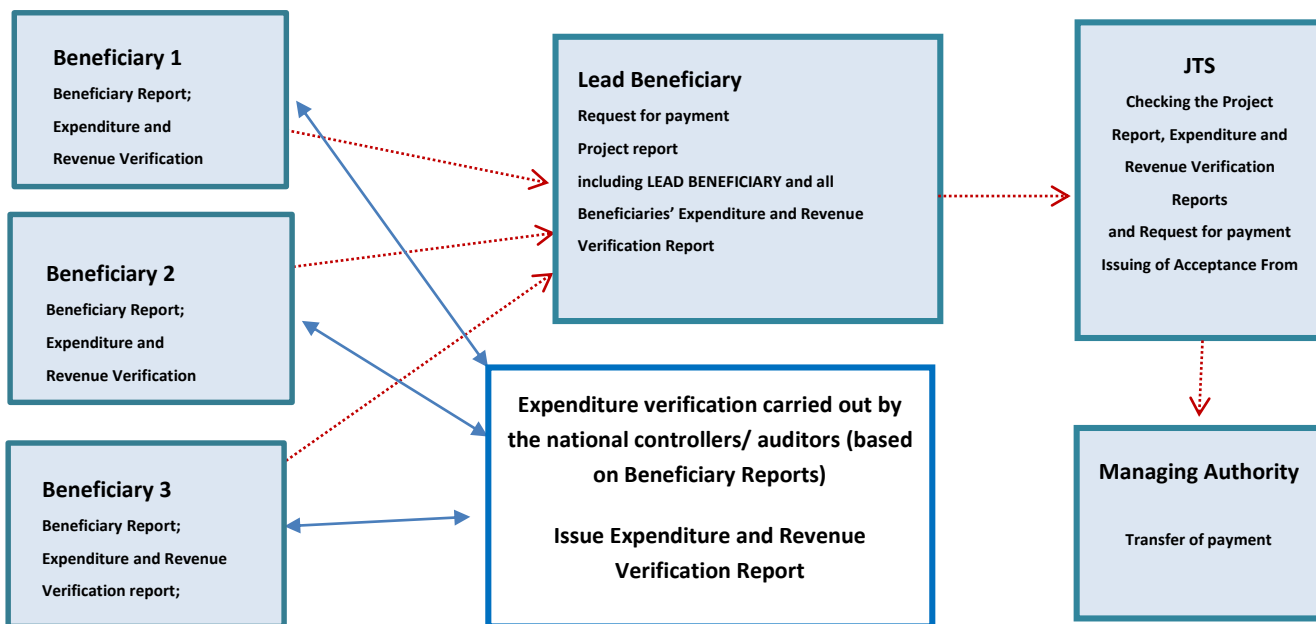 Beneficiary 1
Beneficiary Report;
Expenditure and
Revenue Verification
Beneficiary 2
Beneficiary Report;
Expenditure and
Revenue Verification
Beneficiary 3
Beneficiary Report;
Expenditure and Revenue
Verification report;
Lead Beneficiary
Request for payment
Project report
including LEAD BENEFICIARY and all
Beneficiaries’ Expenditure and Revenue
Verification Report
Expenditure verification carried out by
the national controllers/ auditors (based
on Beneficiary Reports)
Issue Expenditure and Revenue
Verification Report
JTS
Checking the Project
Report, Expenditure and
Revenue Verification
Reports
and Request for payment
Issuing of Acceptance From
Managing Authority
Transfer of payment